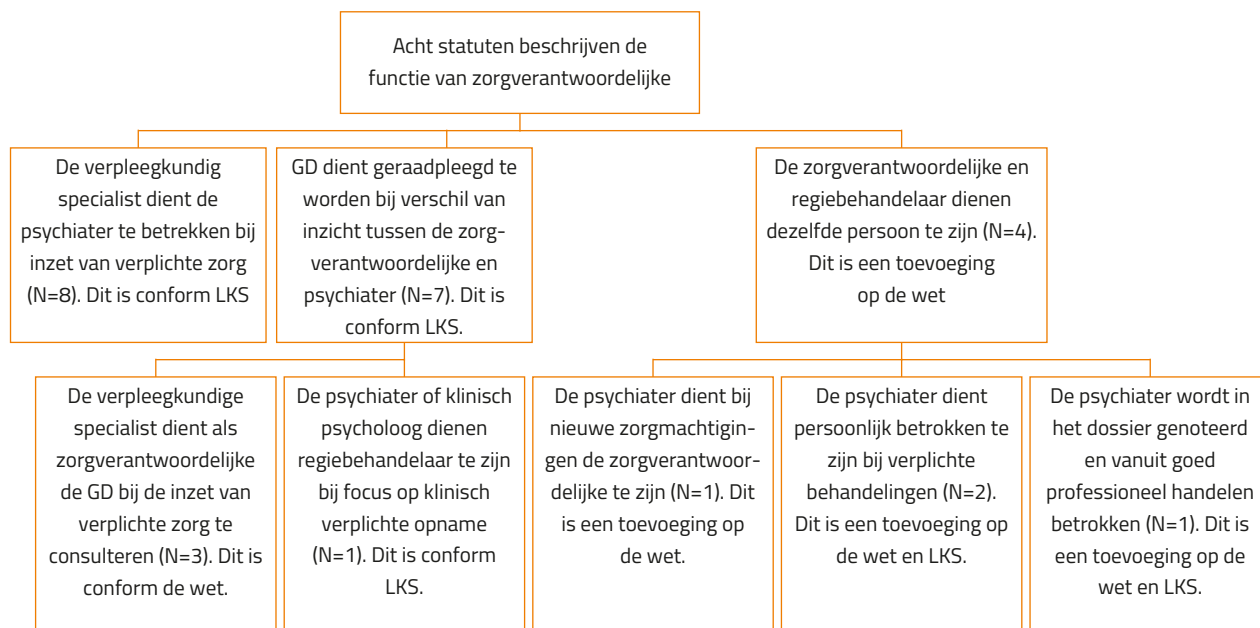 Acht statuten beschrijven de
functie van zorgverantwoordelijke
De verpleegkundig
specialist dient de
psychiater te betrekken bij
inzet van verplichte zorg
(N=8). Dit is conform LKS
GD dient geraadpleegd te
worden bij verschil van
inzicht tussen de zorg-
verantwoordelijke en
psychiater (N=7). Dit is
conform LKS.
De zorgverantwoordelijke en
regiebehandelaar dienen
dezelfde persoon te zijn (N=4).
Dit is een toevoeging
op de wet
De verpleegkundige
specialist dient als
zorgverantwoordelijke
de GD bij de inzet van
verplichte zorg te
consulteren (N=3). Dit is
conform de wet.
De psychiater of klinisch
psycholoog dienen
regiebehandelaar te zijn
bij focus op klinisch
verplichte opname
(N=1). Dit is conform
LKS.
De psychiater dient bij
nieuwe zorgmachtigin-
gen de zorgverantwoor-
delijke te zijn (N=1). Dit
is een toevoeging op
de wet.
De psychiater dient
persoonlijk betrokken te
zijn bij verplichte
behandelingen (N=2).
Dit is een toevoeging op
de wet en LKS.
De psychiater wordt in
het dossier genoteerd
en vanuit goed
professioneel handelen
betrokken (N=1). Dit is
een toevoeging op de
wet en LKS.